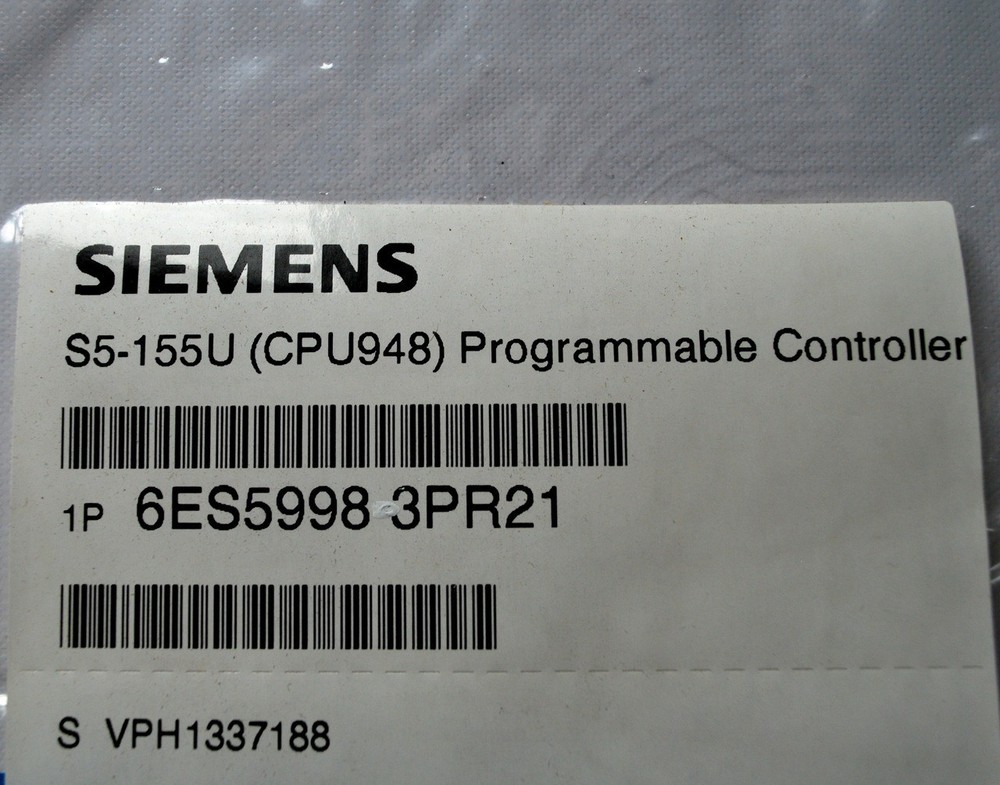 SIEMENS
S5-155U (CPU948) Programmable Controller
1P 6ES5998-3PR21
S VPH1337188